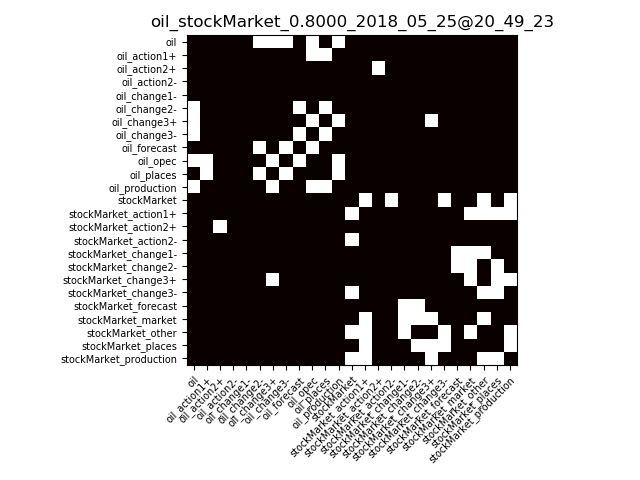 oil_stockMarket_0.8000_2018_05_25@20_49_23
oil
oil_action1+
oil_action2+
oil_action2-
oil_change1-
oil_change2-
oil_change3+
oil_change3-
oil_forecast
oil_opec
oil_places
oil_production
stockMarket
stockMarket_action1+
stockMarket_action2+
stockMarket_action2-
stockMarket_change1-
stockMarket_change2-
stockMarket_change3+
stockMarket_change3-
stockMarket_forecast
stockMarket_market
stockMarket_other
stockMarket_places
stockMarket_production
oil
oil_action1+
oil_action2+
oil_action2-
oil_change1-
oil_change2-
oil_change3+
oil_change3-
oil_forecast
oil_opec
oil_places
oil_production
stockMarket
stockMarket_action1+
stockMarket_action2+
stockMarket_action2-
stockMarket_change1-
stockMarket_change2-
stockMarket_change3+
stockMarket_change3-
stockMarket_forecast
stockMarket_market
stockMarket_other
stockMarket_places
stockMarket_production